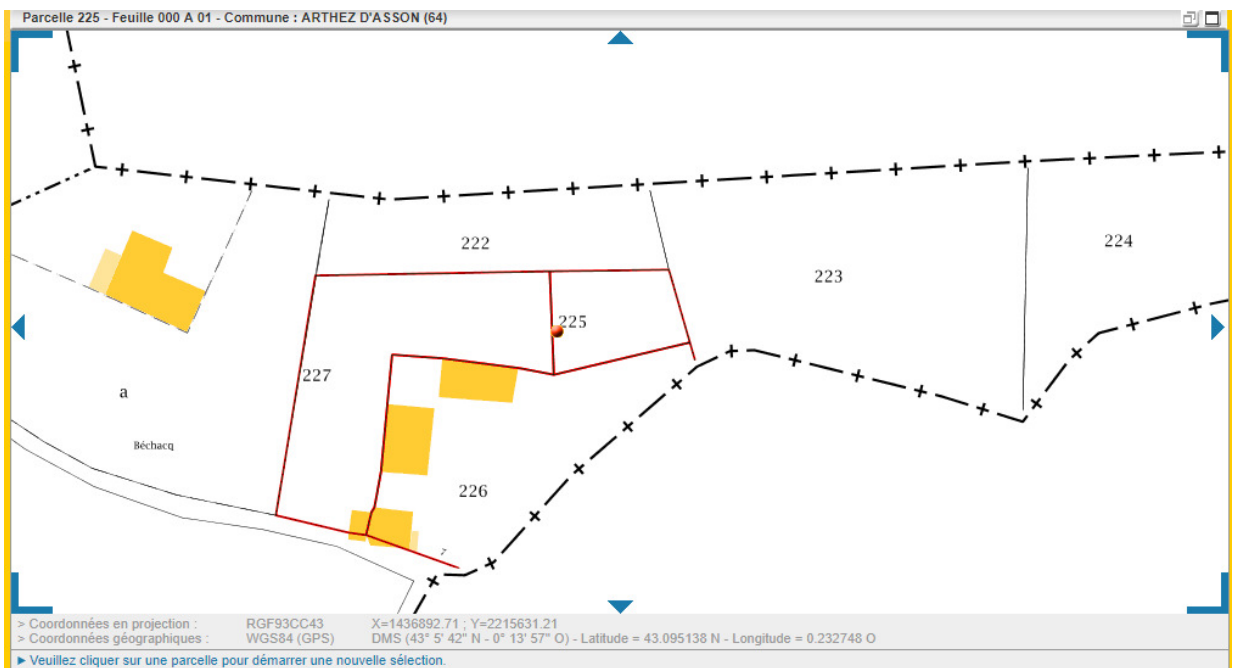 Parcelle 225 - Feuille 000 A 01 - Commune : ARTHEZ D'ASSON (64)
222
224
223
225
227
a
Béchacq
226
7
> Coordonnées en projection : RGF93CC43 X=1436892.71 ; Y=2215631.21
> Coordonnées géographiques : WGS84 (GPS) DMS (43° 5' 42" N - 0° 13' 57" O) - Latitude = 43.095138 N - Longitude = 0.232748 O
Veuillez cliquer sur une parcelle pour démarrer une nouvelle sélection.